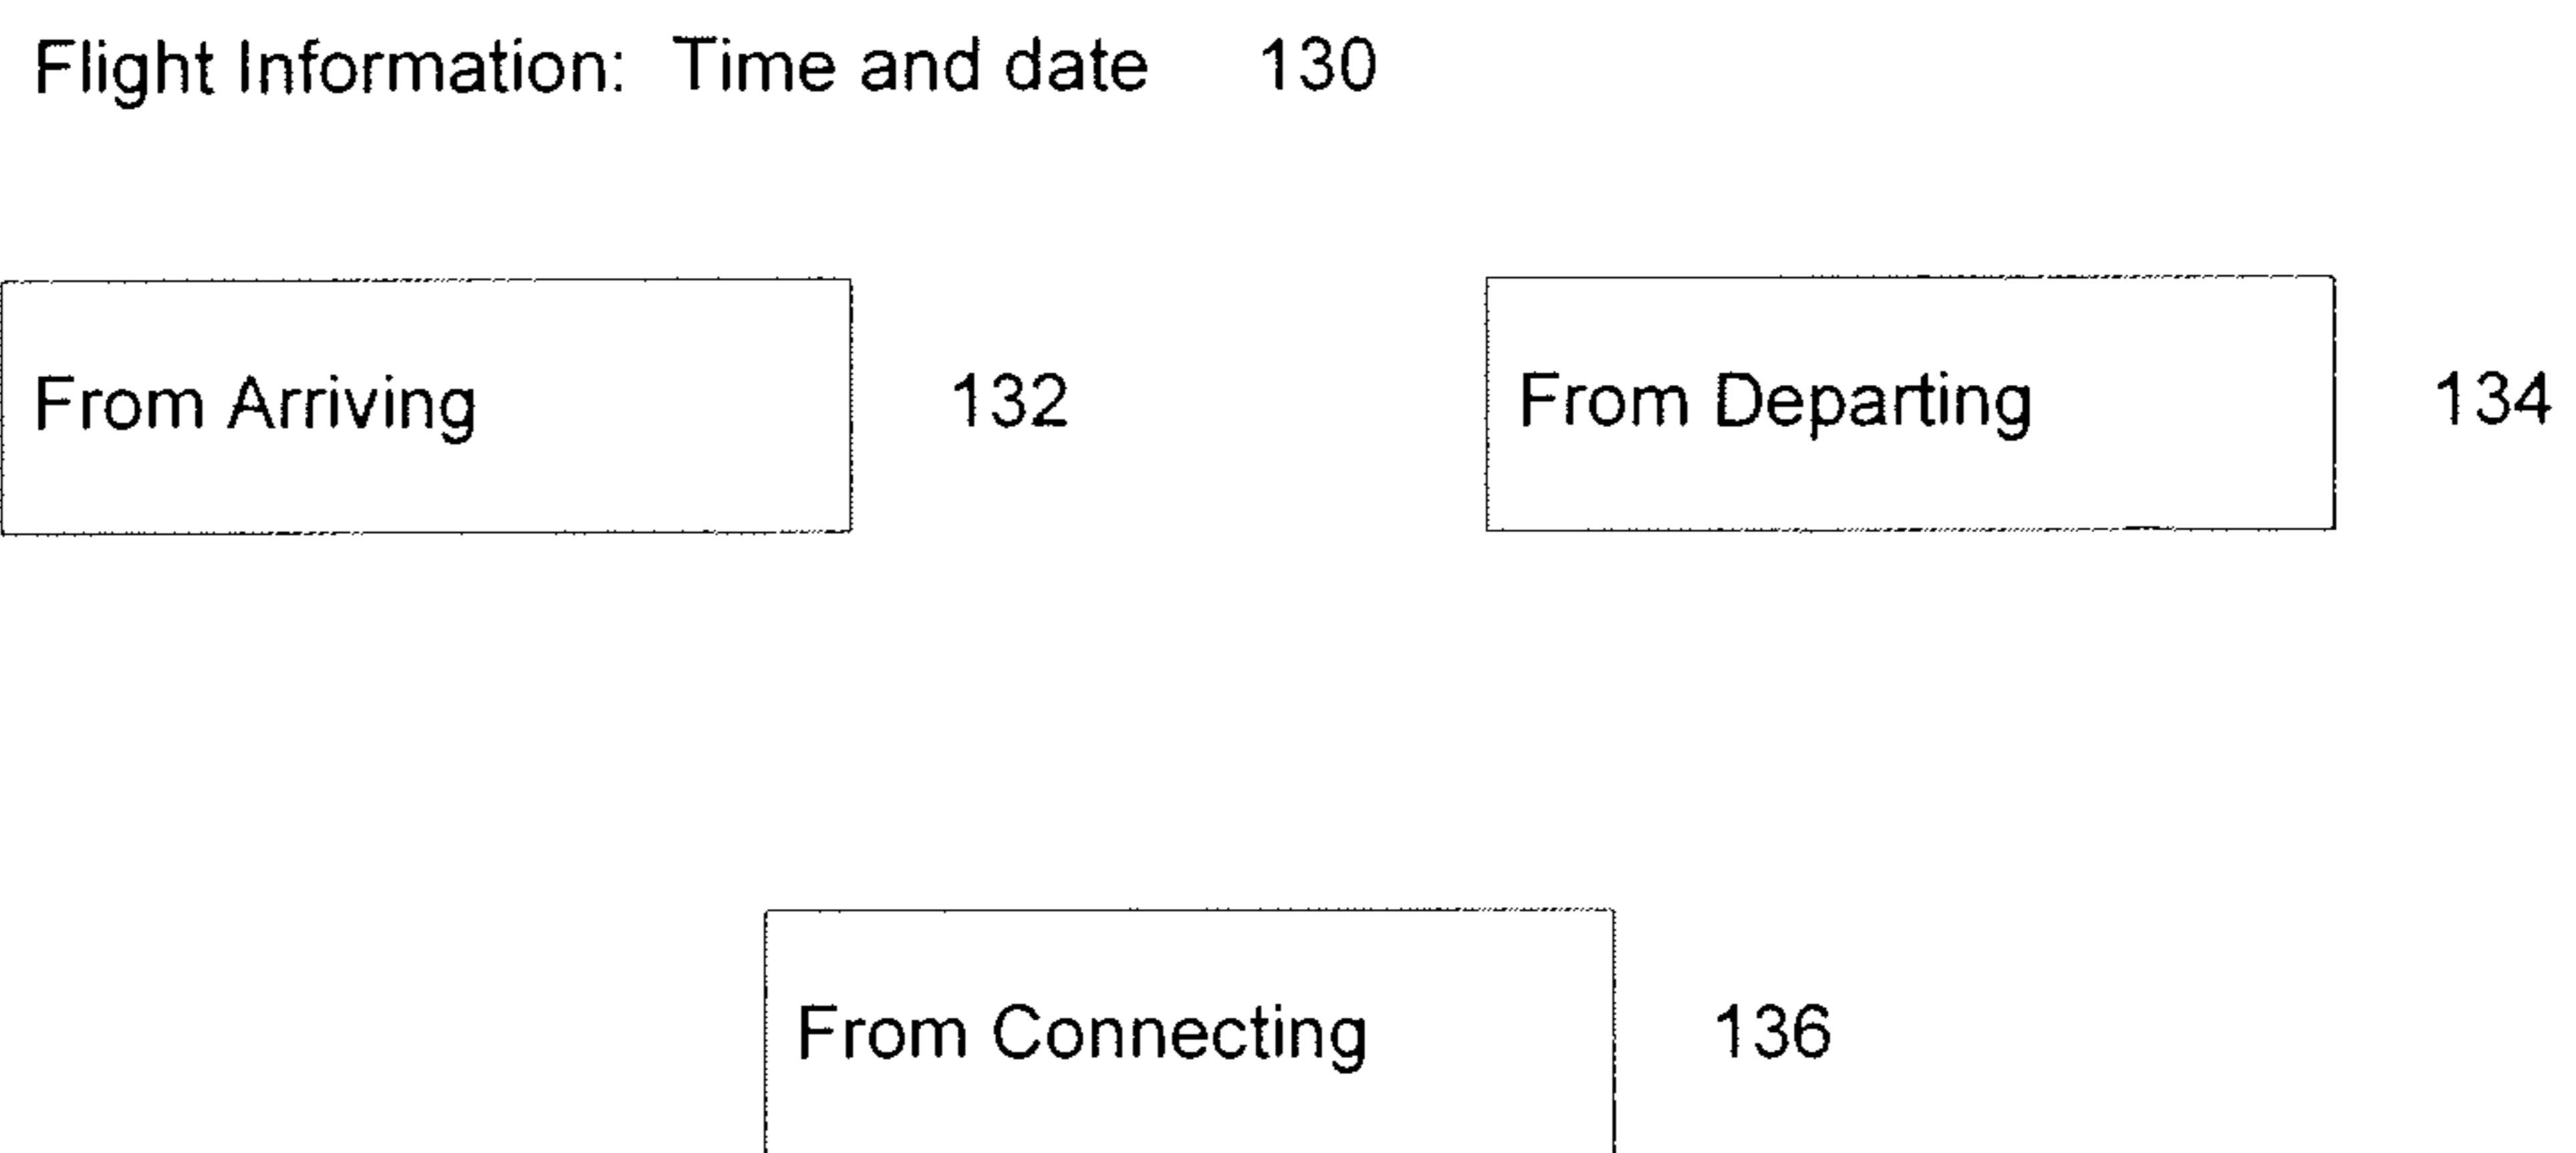 Flight Information: Time and date 130
From Arriving 132 From Departing 134
From Connecting 136